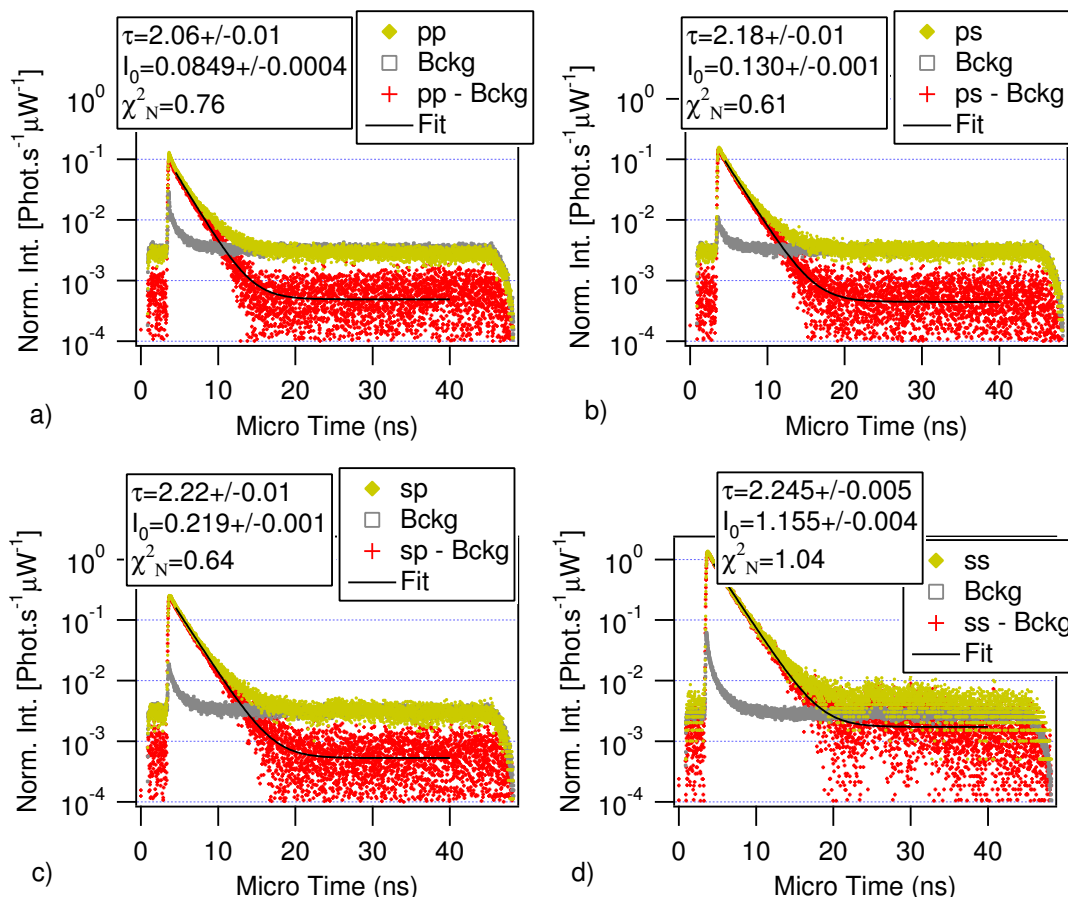 τ=2.06+/-0.01
I0=0.0849+/-0.0004
χ2N=0.76
pp
Bckg
pp - Bckg
Fit
Norm. Int. [Phot.s-1µW-1]
100
10-1
10-2
10-3
10-4
0
10
20
30
40
Micro Time (ns)
a)
τ=2.18+/-0.01
I0=0.130+/-0.001
χ2N=0.61
ps
Bckg
ps - Bckg
Fit
Norm. Int. [Phot.s-1µW-1]
100
10-1
10-2
10-3
10-4
0
10
20
30
40
Micro Time (ns)
b)
τ=2.22+/-0.01
I0=0.219+/-0.001
χ2N=0.64
sp
Bckg
sp - Bckg
Fit
Norm. Int. [Phot.s-1µW-1]
100
10-1
10-2
10-3
10-4
0
10
20
30
40
Micro Time (ns)
c)
τ=2.245+/-0.005
I0=1.155+/-0.004
χ2N=1.04
ss
Bckg
ss - Bckg
Fit
Norm. Int. [Phot.s-1µW-1]
100
10-1
10-2
10-3
10-4
0
10
20
30
40
Micro Time (ns)
d)